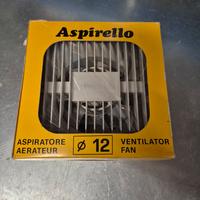 Aspirello
ASPIRATORE
AERATEUR
ø 12
VENTILATOR
FAN